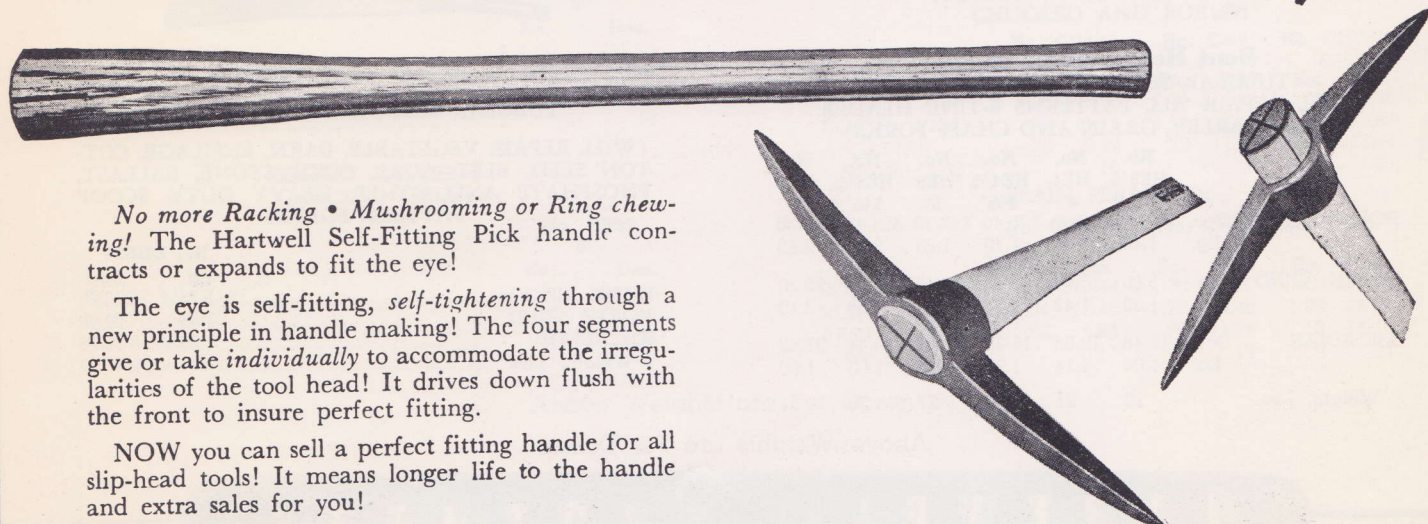 No more Racking • Mushrooming or Ring chew-
ing! The Hartwell Self-Fitting Pick handle con-
tracts or expands to fit the eye!
The eye is self-fitting, self-tightening through a
new principle in handle making! The four segments
give or take individually to accommodate the irregu-
larities of the tool head! It drives down flush with
the front to insure perfect fitting.
NOW you can sell a perfect fitting handle for all
slip-head tools! It means longer life to the handle
and extra sales for you!